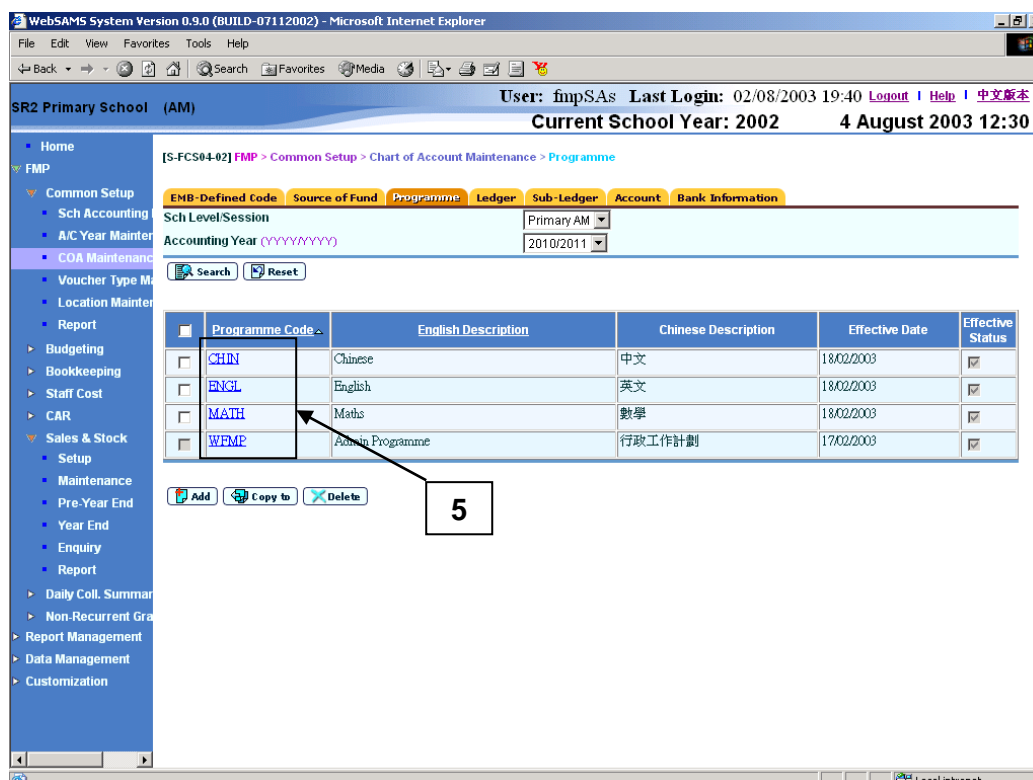 WebSAMS System Version 0.9.0 (BUILD-07112002) - Microsoft Internet Explorer
File Edit View Favorites Tools Help
Back Search Favorites Media
SR2 Primary School (AM)
User: fmpSAs Last Login: 02/08/2003 19:40 Logout | Help | 中文版本
Current School Year: 2002 4 August 2003 12:30
Home
FMP
Common Setup
Sch Accounting
A/C Year Mainter
COA Maintenanc
Voucher Type Ma
Location Mainter
Report
Budgeting
Bookkeeping
Staff Cost
CAR
Sales & Stock
Setup
Maintenance
Pre-Year End
Year End
Enquiry
Report
Daily Coll. Summar
Non-Recurrent Gra
Report Management
Data Management
Customization
[S-FCS04-02] FMP > Common Setup > Chart of Account Maintenance > Programme
EMB-Defined Code Source of Fund Programme Ledger Sub-Ledger Account Bank Information
Sch Level/Session Primary AM
Accounting Year (YYYY/YYYY) 2010/2011
Search Reset
Programme Code English Description Chinese Description Effective Date Effective Status
CHIN Chinese 中文 18/02/2003
ENGL English 英文 18/02/2003
MATH Maths 數學 18/02/2003
WFMP Admin Programme 行政工作計劃 17/02/2003
Add Copy to Delete
5
Local intranet